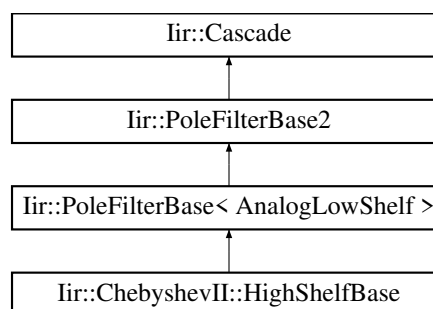 Iir::Cascade
Iir::PoleFilterBase2
Iir::PoleFilterBase< AnalogLowShelf >
Iir::ChebyshevII::HighShelfBase